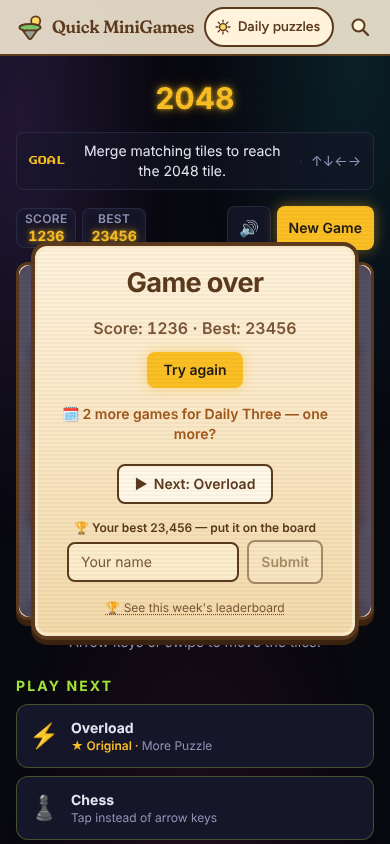 Quick MiniGames
Daily puzzles
2048
GOAL
Merge matching tiles to reach
the 2048 tile.
↑↓←→
SCORE
1236
BEST
23456
New Game
Game over
Score: 1236 · Best: 23456
Try again
2 more games for Daily Three — one
more?
▶ Next: Overload
Your best 23,456 — put it on the board
Your name
Submit
See this week's leaderboard
Arrow keys or swipe to move the tiles.
PLAY NEXT
Overload
★ Original · More Puzzle
Chess
Tap instead of arrow keys